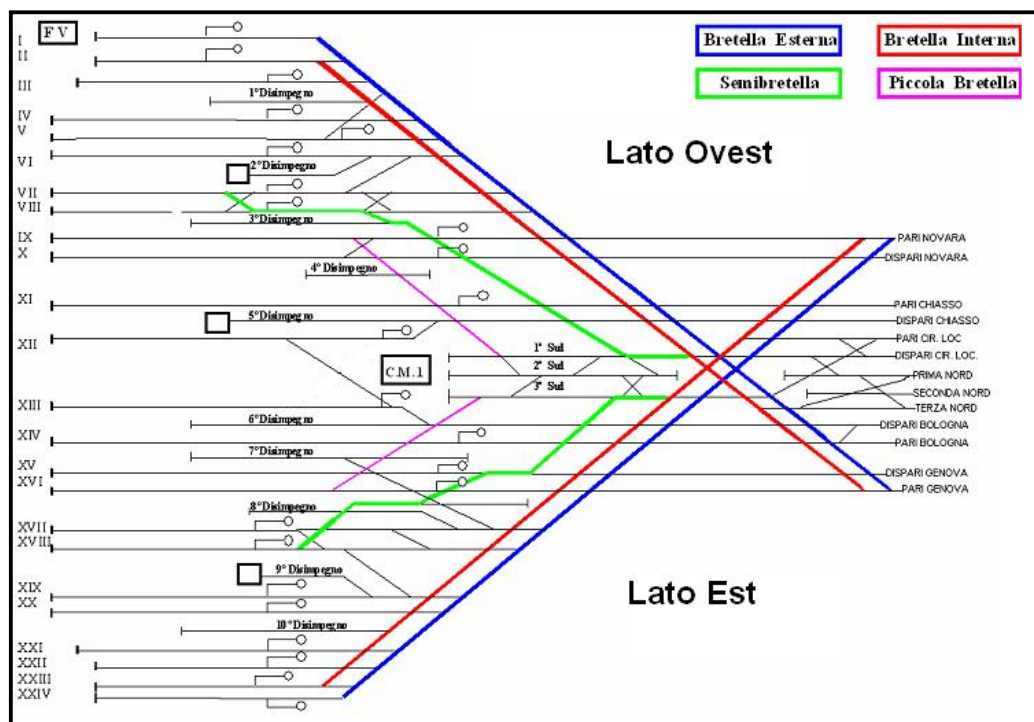 I
F V
II
III
1° Disimpegno
IV
V
VI
2° Disimpegno
VII
VIII
3° Disimpegno
IX
X
4° Disimpegno
XI
5° Disimpegno
XII
1° Sul
2° Sul
C.M.1
3° Sul
XIII
6° Disimpegno
XIV
7° Disimpegno
XV
XVI
8° Disimpegno
XVII
XVIII
9° Disimpegno
XIX
XX
10° Disimpegno
XXI
XXII
XXIII
XXIV
Bretella Esterna
Bretella Interna
Semibretella
Piccola Bretella
Lato Ovest
PARI NOVARA
DISPARI NOVARA
PARI CHIASSO
DISPARI CHIASSO
PARI CIR. LOC
DISPARI CIR. LOC.
PRIMA NORD
SECONDA NORD
TERZA NORD
DISPARI BOLOGNA
PARI BOLOGNA
DISPARI GENOVA
PARI GENOVA
Lato Est